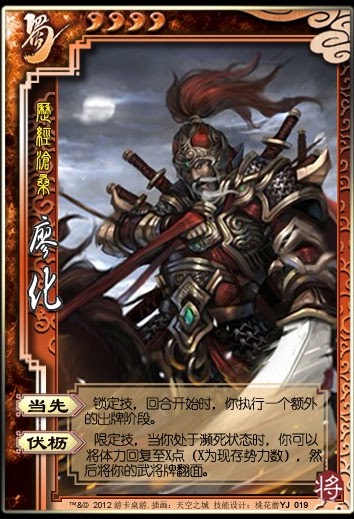 蜀
歷經滄桑
廖化
当先
锁定技，回合开始时，你执行一个额外
的出牌阶段。
伏枥
限定技，当你处于濒死状态时，你可以
将体力回复至X点（X为现存势力数），然
后将你的武将牌翻面。
将
™&© 2012 游卡桌游. 插画：天空之城 技能设计：桃花僧 YJ 019